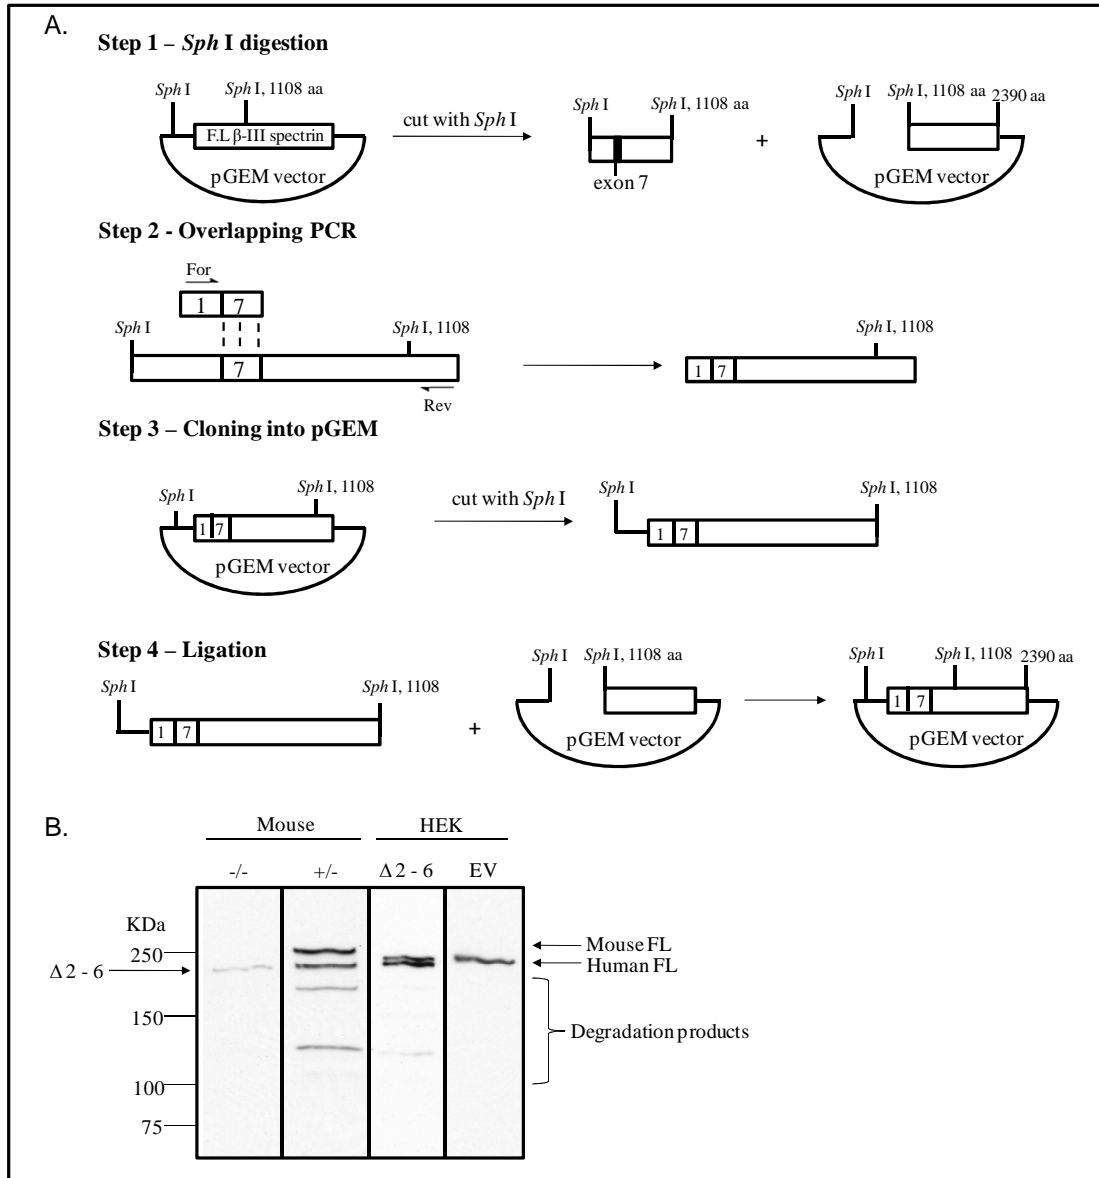 A.
Step 1 – Sph I digestion
Sph I
Sph I, 1108 aa
F.L β-III spectrin
pGEM vector
cut with Sph I
Sph I
Sph I, 1108 aa
exon 7
+
Sph I
Sph I, 1108 aa
2390 aa
pGEM vector
Step 2 - Overlapping PCR
For
1 7
Sph I
Sph I, 1108
7
Rev
Sph I, 1108
1 7
Step 3 – Cloning into pGEM
Sph I
Sph I, 1108
1 7
pGEM vector
cut with Sph I
Sph I
Sph I, 1108
1 7
Step 4 – Ligation
Sph I
Sph I, 1108
1 7
+
Sph I
Sph I, 1108 aa
pGEM vector
Sph I
Sph I, 1108
2390 aa
1 7
pGEM vector
B.
Mouse HEK
-/- +/- Δ 2 - 6 EV
KDa
250
Δ 2 - 6
150
100
75
Mouse FL
Human FL
Degradation products